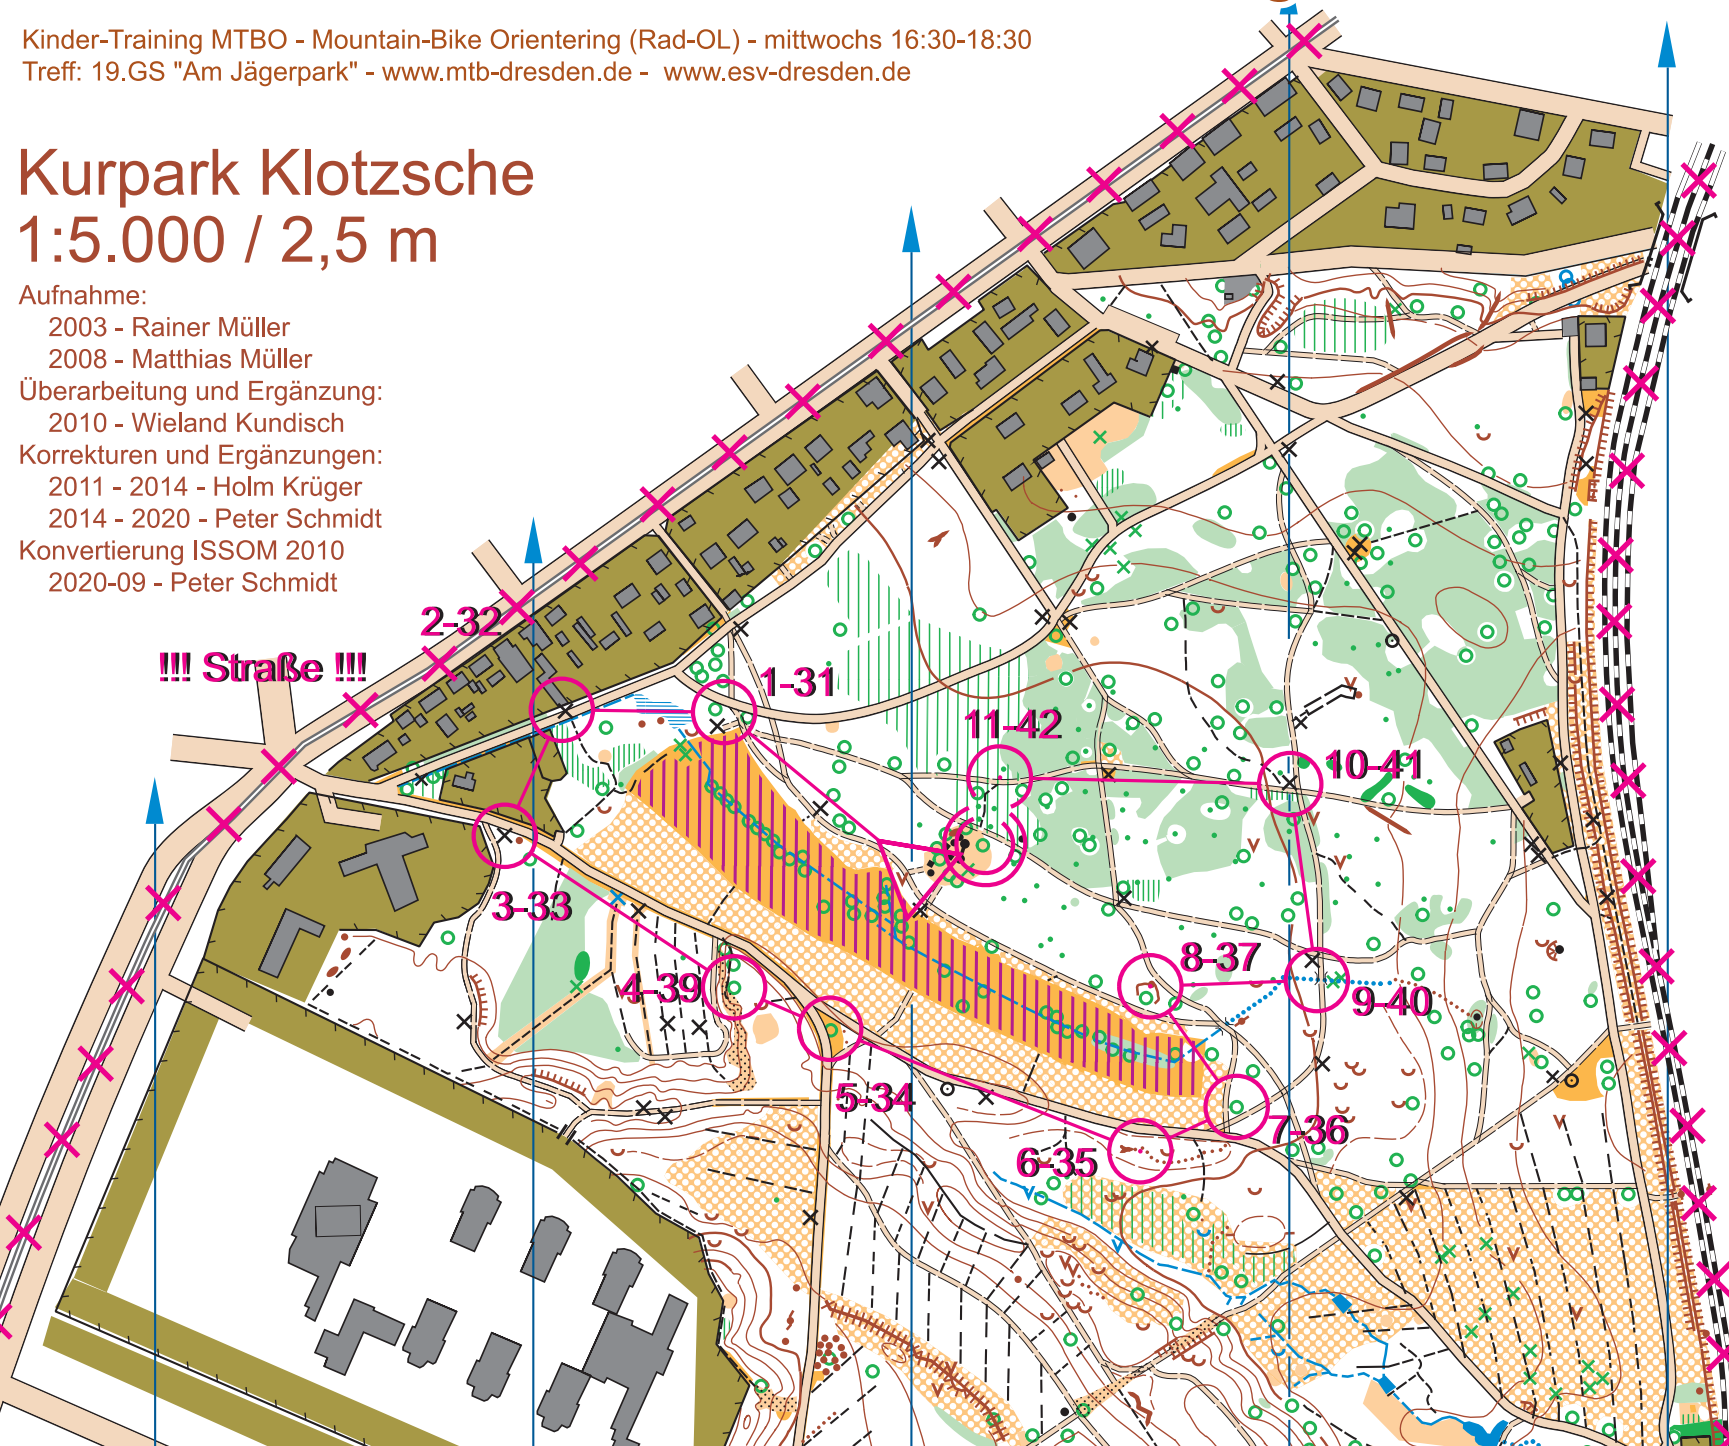 Kinder-Training MTBO - Mountain-Bike Orientering (Rad-OL) - mittwochs 16:30-18:30
Treff: 19.GS "Am Jägerpark" - www.mtb-dresden.de - www.esv-dresden.de
Kurpark Klotzsche
1:5.000 / 2,5 m
Aufnahme:
2003 - Rainer Müller
2008 - Matthias Müller
Überarbeitung und Ergänzung:
2010 - Wieland Kundisch
Korrekturen und Ergänzungen:
2011 - 2014 - Holm Krüger
2014 - 2020 - Peter Schmidt
Konvertierung ISSOM 2010
2020-09 - Peter Schmidt
2-32
!!! Straße !!!
1-31
11-42
10-41
3-33
4-39
8-37
9-40
5-34
7-36
6-35